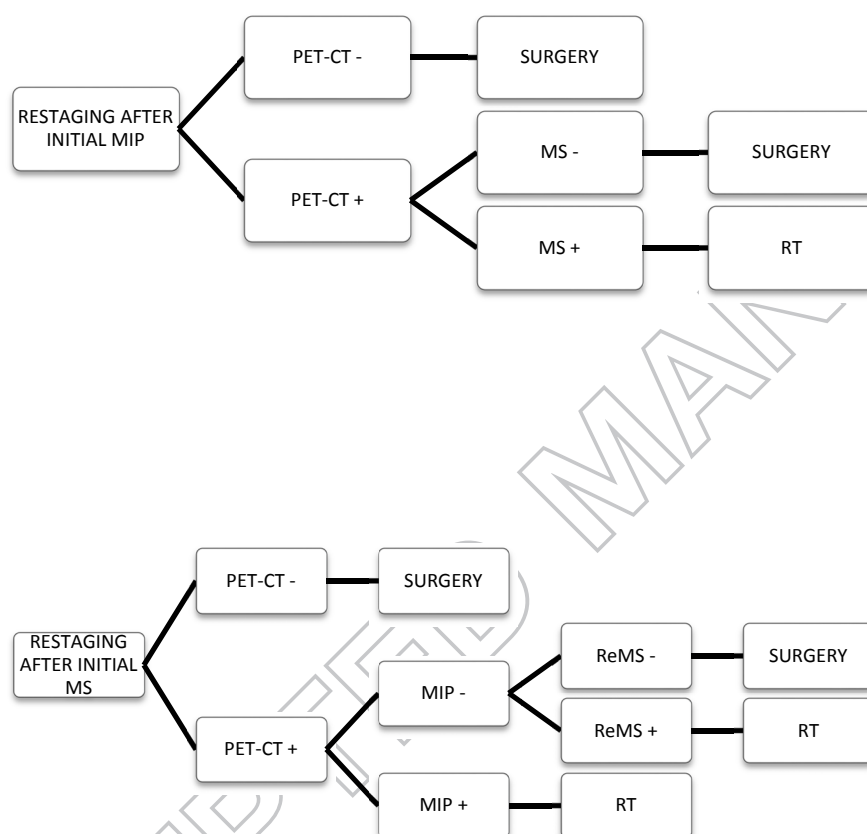 PET-CT -
SURGERY
RESTAGING AFTER
INITIAL MIP
MS -
SURGERY
PET-CT +
MS +
RT
PET-CT -
SURGERY
RESTAGING
AFTER INITIAL
MS
ReMS -
SURGERY
MIP -
ReMS +
RT
PET-CT +
MIP +
RT